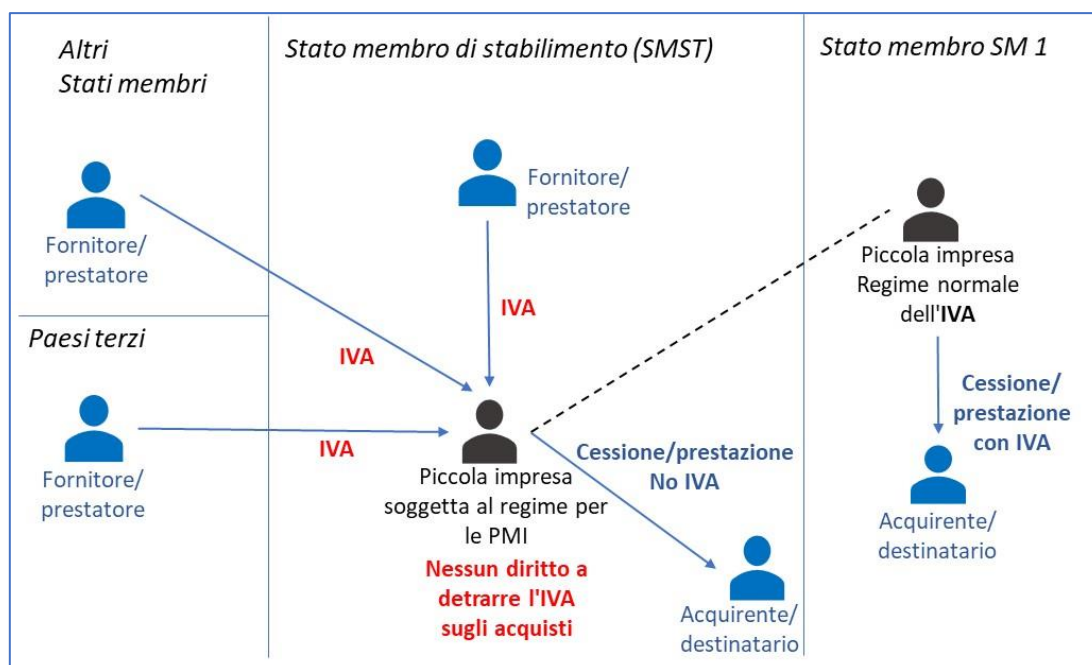 Altri
Stati membri
Fornitore/
prestatore
Paesi terzi
Fornitore/
prestatore
Stato membro di stabilimento (SMST)
Fornitore/
prestatore
IVA
IVA
IVA
Piccola impresa
soggetta al regime per
le PMI
Nessun diritto a
detrarre l'IVA
sugli acquisti
Cessione/prestazione
No IVA
Acquirente/
destinatario
Stato membro SM 1
Piccola impresa
Regime normale
dell'IVA
Cessione/
prestazione
con IVA
Acquirente/
destinatario